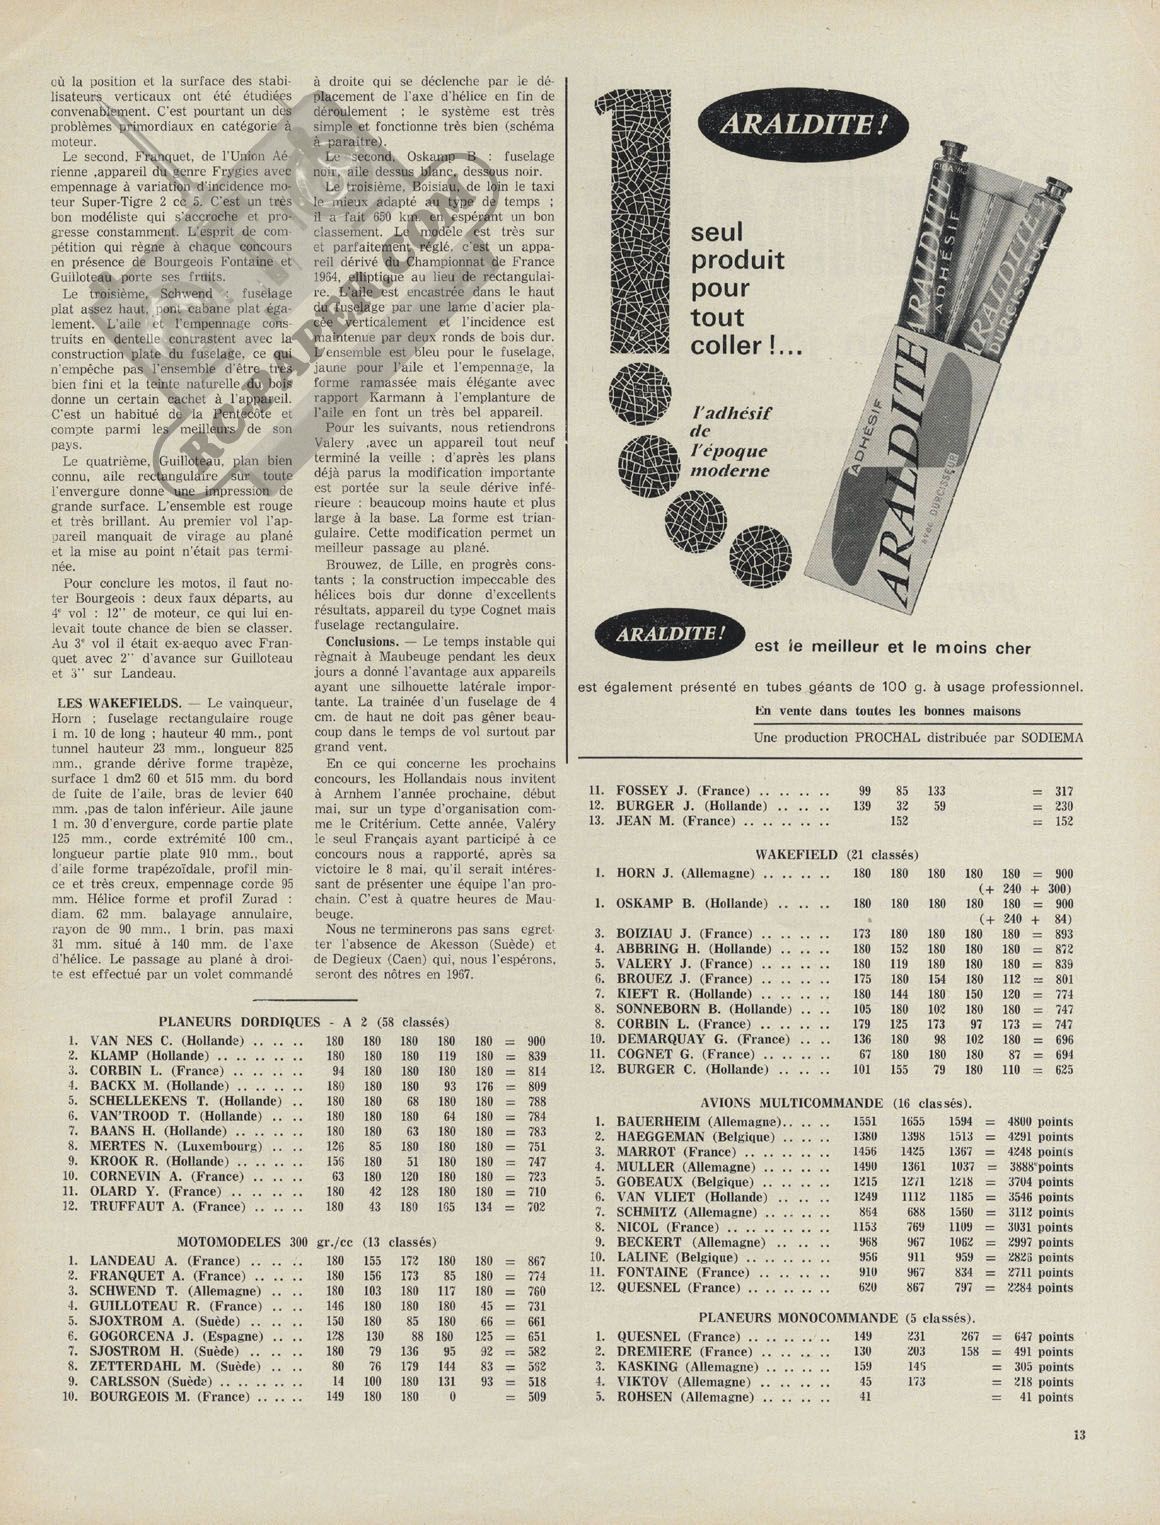 où la position et la surface des stabi-
lisateurs verticaux ont été étudiées
convenablement. C'est pourtant un des
problèmes primordiaux en catégorie à
moteur.
Le second, Franquet, de l'Union Aé-
rienne ,appareil du genre Frygies avec
empennage à variation d'incidence mo-
teur Super-Tigre 2 cc 5. C'est un très
bon modéliste qui s'accroche et pro-
gresse constamment. L'esprit de com-
pétition qui règne à chaque concours
en présence de Bourgeois Fontaine et
Guilloteau porte ses fruits.
Le troisième, Schwend : fuselage
plat assez haut, pont cabane plat éga-
lement. L'aile et l'empennage cons-
truits en dentelle contrastent avec la
construction plate du fuselage, ce qui
n'empêche pas l'ensemble d'être très
bien fini et la teinte naturelle du bois
donne un certain cachet à l'appareil.
C'est un habitué de la Pentecôte et
compte parmi les meilleurs de son
pays.
Le quatrième, Guilloteau, plan bien
connu, aile rectangulaire sur toute
l'envergure donne une impression de
grande surface. L'ensemble est rouge
et très brillant. Au premier vol l'ap-
pareil manquait de virage au plané
et la mise au point n'était pas termi-
née.
Pour conclure les motos, il faut no-
ter Bourgeois : deux faux départs, au
4e vol : 12" de moteur, ce qui lui en-
levait toute chance de bien se classer.
Au 3e vol il était ex-aequo avec Fran-
quet avec 2" d'avance sur Guilloteau
et 3" sur Landeau.
LES WAKEFIELDS. — Le vainqueur,
Horn : fuselage rectangulaire rouge
1 m. 10 de long ; hauteur 40 mm., pont
tunnel hauteur 23 mm., longueur 825
mm., grande dérive forme trapèze,
surface 1 dm2 60 et 515 mm. du bord
de fuite de l'aile, bras de levier 640
mm. ,pas de talon inférieur. Aile jaune
1 m. 30 d'envergure, corde partie plate
125 mm., corde extrémité 100 cm.,
longueur partie plate 910 mm., bout
d'aile forme trapézoïdale, profil min-
ce et très creux, empennage corde 95
mm. Hélice forme et profil Zurad :
diam. 62 mm. balayage annulaire,
rayon de 90 mm., 1 brin, pas maxi
31 mm. situé à 140 mm. de l'axe
d'hélice. Le passage au plané à droi-
te est effectué par un volet commandé
à droite qui se déclenche par le dé-
placement de l'axe d'hélice en fin de
déroulement ; le système est très
simple et fonctionne très bien (schéma
à paraître).
Le second, Oskamp B : fuselage
noir, aile dessus blanc, dessous noir.
Le troisième, Boisiau, de loin le taxi
le mieux adapté au type de temps ;
il a fait 650 km en espérant un bon
classement. Le modèle est très sur
et parfaitement réglé, c'est un appa-
reil dérivé du Championnat de France
1964, elliptique au lieu de rectangulai-
re. L'aile est encastrée dans le haut
du fuselage par une lame d'acier pla-
cée verticalement et l'incidence est
maintenue par deux ronds de bois dur.
L'ensemble est bleu pour le fuselage,
jaune pour l'aile et l'empennage, la
forme ramassée mais élégante avec
rapport Karmann à l'emplanture de
l'aile en font un très bel appareil.
Pour les suivants, nous retiendrons
Valery ,avec un appareil tout neuf
terminé la veille ; d'après les plans
déjà parus la modification importante
est portée sur la seule dérive infé-
rieure : beaucoup moins haute et plus
large à la base. La forme est trian-
gulaire. Cette modification permet un
meilleur passage au plané.
Brouwez, de Lille, en progrès cons-
tants ; la construction impeccable des
hélices bois dur donne d'excellents
résultats, appareil du type Cognet mais
fuselage rectangulaire.
Conclusions. — Le temps instable qui
règnait à Maubeuge pendant les deux
jours a donné l'avantage aux appareils
ayant une silhouette latérale impor-
tante. La trainée d'un fuselage de 4
cm. de haut ne doit pas gêner beau-
coup dans le temps de vol surtout par
grand vent.
En ce qui concerne les prochains
concours, les Hollandais nous invitent
à Arnhem l'année prochaine, début
mai, sur un type d'organisation com-
me le Critérium. Cette année, Valéry
le seul Français ayant participé à ce
concours nous a rapporté, après sa
victoire le 8 mai, qu'il serait intéres-
sant de présenter une équipe l'an pro-
chain. C'est à quatre heures de Mau-
beuge.
Nous ne terminerons pas sans egret-
ter l'absence de Akesson (Suède) et
de Degieux (Caen) qui, nous l'espérons,
seront des nôtres en 1967.
RC-PAPER.COM
PLANEURS DORDIQUES - A 2 (58 classés)
1. VAN NES C. (Hollande) .. .. .. 180 180 180 180 180 = 900
2. KLAMP (Hollande) .. .. .. .. .. 180 180 180 119 180 = 839
3. CORBIN L. (France) .. .. .. .. 94 180 180 180 180 = 814
4. BACKX M. (Hollande) .. .. .. .. 180 180 180 93 176 = 809
5. SCHELLEKENS T. (Hollande) .. 180 180 68 180 180 = 788
6. VAN'TROOD T. (Hollande) .. .. 180 180 180 64 180 = 784
7. BAANS H. (Hollande) .. .. .. .. 180 180 63 180 180 = 783
8. MERTES N. (Luxembourg) .. .. 126 85 180 180 180 = 751
9. KROOK R. (Hollande) .. .. .. .. 156 180 51 180 180 = 747
10. CORNEVIN A. (France) .. .. .. 63 180 120 180 180 = 723
11. OLARD Y. (France) .. .. .. .. 180 42 128 180 180 = 710
12. TRUFFAUT A. (France) .. .. .. 180 43 180 165 134 = 702
MOTOMODELES 300 gr./cc (13 classés)
1. LANDEAU A. (France) .. .. .. 180 155 172 180 180 = 867
2. FRANQUET A. (France) .. .. .. 180 156 173 85 180 = 774
3. SCHWEND T. (Allemagne) .. .. 180 103 180 117 180 = 760
4. GUILLOTEAU R. (France) .. .. 146 180 180 180 45 = 731
5. SJOXTROM A. (Suède) .. .. .. 150 180 85 180 66 = 661
6. GOGORCENA J. (Espagne) .. .. 128 130 88 180 125 = 651
7. SJOSTROM H. (Suède) .. .. .. 180 79 136 95 92 = 582
8. ZETTERDAHL M. (Suède) .. .. 80 76 179 144 83 = 562
9. CARLSSON (Suède) .. .. .. .. .. 14 100 180 131 93 = 518
10. BOURGEOIS M. (France) .. .. .. 149 180 180 0 = 509
1
ARALDITE !
seul
produit
pour
tout
coller !...
l'adhésif
de
l'époque
moderne
ARALDITE
ADHÉSIF
ARALDITE
DURCISSEUR
ADHÉSIF
ARALDITE
avec DURCISSEUR
ARALDITE !
est le meilleur et le moins cher
est également présenté en tubes géants de 100 g. à usage professionnel.
En vente dans toutes les bonnes maisons
Une production PROCHAL distribuée par SODIEMA
11. FOSSEY J. (France) .. .. .. .. 99 85 133 = 317
12. BURGER J. (Hollande) .. .. .. 139 32 59 = 230
13. JEAN M. (France) .. .. .. .. .. 152 = 152
WAKEFIELD (21 classés)
1. HORN J. (Allemagne) .. .. .. .. 180 180 180 180 180 = 900
(+ 240 + 300)
1. OSKAMP B. (Hollande) .. .. .. 180 180 180 180 180 = 900
(+ 240 + 84)
3. BOIZIAU J. (France) .. .. .. .. 173 180 180 180 180 = 893
4. ABBRING H. (Hollande) .. .. .. 180 152 180 180 180 = 872
5. VALERY J. (France) .. .. .. .. 180 119 180 180 180 = 839
6. BROUEZ J. (France) .. .. .. .. 175 180 154 180 112 = 801
7. KIEFT R. (Hollande) .. .. .. .. 180 144 180 150 120 = 774
8. SONNEBORN B. (Hollande) .. .. 105 180 102 180 180 = 747
8. CORBIN L. (France) .. .. .. .. 179 125 173 97 173 = 747
10. DEMARQUAY G. (France) .. .. 136 180 98 102 180 = 696
11. COGNET G. (France) .. .. .. .. 67 180 180 180 87 = 694
12. BURGER C. (Hollande) .. .. .. 101 155 79 180 110 = 625
AVIONS MULTICOMMANDE (16 classés).
1. BAUERHEIM (Allemagne).. .. .. 1551 1655 1594 = 4800 points
2. HAEGGEMAN (Belgique) .. .. .. 1380 1398 1513 = 4291 points
3. MARROT (France) .. .. .. .. .. 1456 1425 1367 = 4248 points
4. MULLER (Allemagne) .. .. .. .. 1490 1361 1037 = 3888 points
5. GOBEAUX (Belgique) .. .. .. .. 1215 1271 1218 = 3704 points
6. VAN VLIET (Hollande) .. .. .. 1249 1112 1185 = 3546 points
7. SCHMITZ (Allemagne) .. .. .. .. 864 688 1560 = 3112 points
8. NICOL (France) .. .. .. .. .. .. 1153 769 1109 = 3031 points
9. BECKERT (Allemagne) .. .. .. 968 967 1062 = 2997 points
10. LALINE (Belgique) .. .. .. .. .. 956 911 959 = 2826 points
11. FONTAINE (France) .. .. .. .. 910 967 834 = 2711 points
12. QUESNEL (France) .. .. .. .. .. 620 867 797 = 2284 points
PLANEURS MONOCOMMANDE (5 classés).
1. QUESNEL (France) .. .. .. .. .. 149 231 267 = 647 points
2. DREMIERE (France) .. .. .. .. 130 203 158 = 491 points
3. KASKING (Allemagne) .. .. .. .. 159 146 = 305 points
4. VIKTOV (Allemagne) .. .. .. .. 45 173 = 218 points
5. ROHSEN (Allemagne) .. .. .. .. 41 = 41 points
13